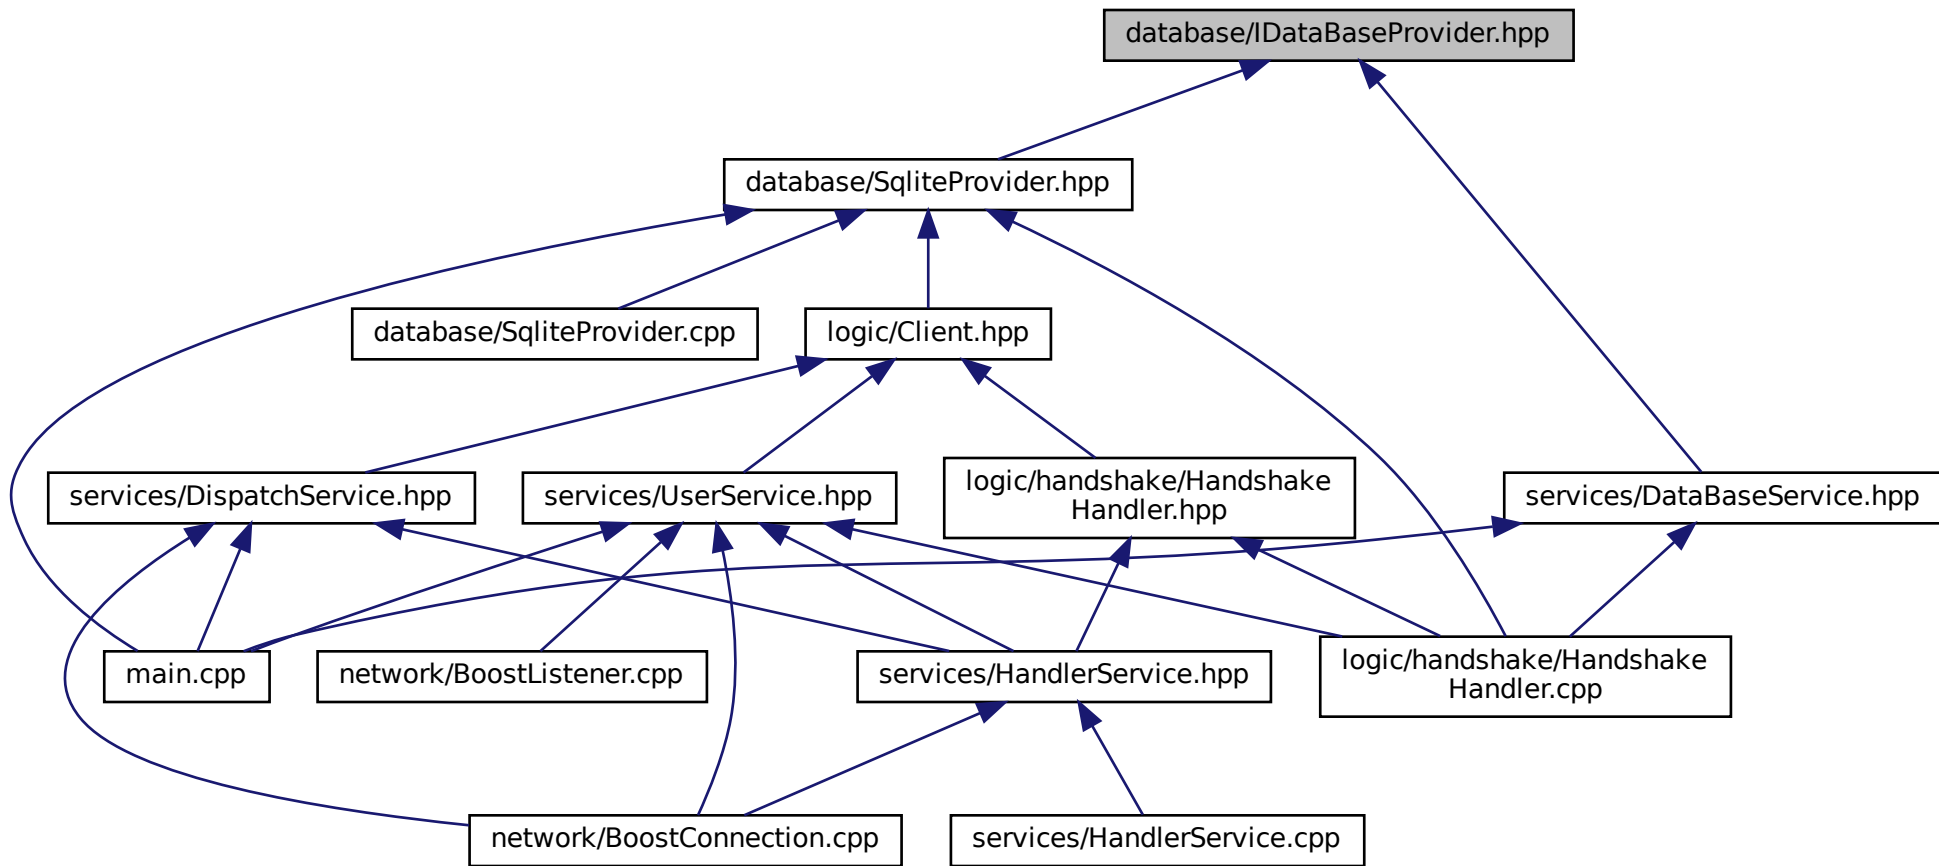 database/IDataBaseProvider.hpp
database/SqliteProvider.hpp
database/SqliteProvider.cpp
logic/Client.hpp
services/DispatchService.hpp
services/UserService.hpp
logic/handshake/Handshake
Handler.hpp
services/DataBaseService.hpp
main.cpp
network/BoostListener.cpp
services/HandlerService.hpp
logic/handshake/Handshake
Handler.cpp
network/BoostConnection.cpp
services/HandlerService.cpp